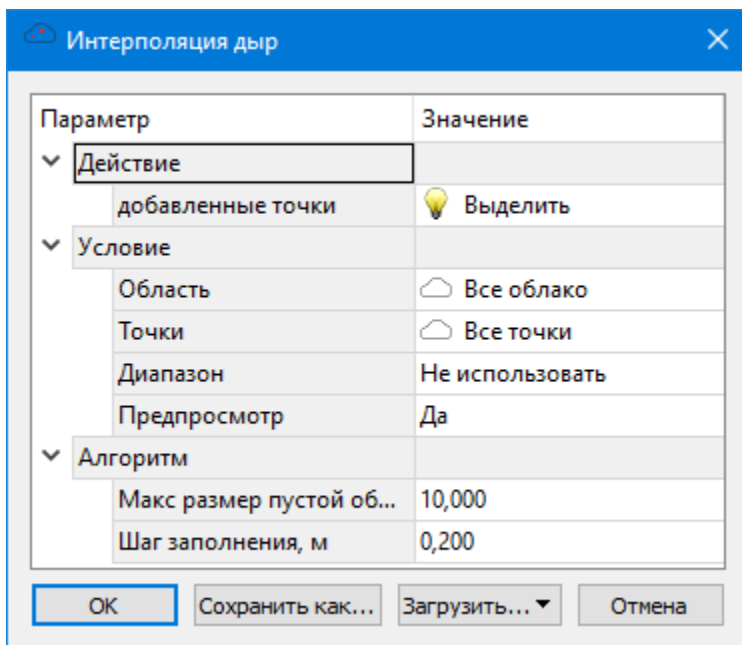 Интерполяция дыр
Параметр Значение
Действие
добавленные точки Выделить
Условие
Область Все облако
Точки Все точки
Диапазон Не использовать
Предпросмотр Да
Алгоритм
Макс размер пустой об... 10,000
Шаг заполнения, м 0,200
ОК Сохранить как... Загрузить... Отмена